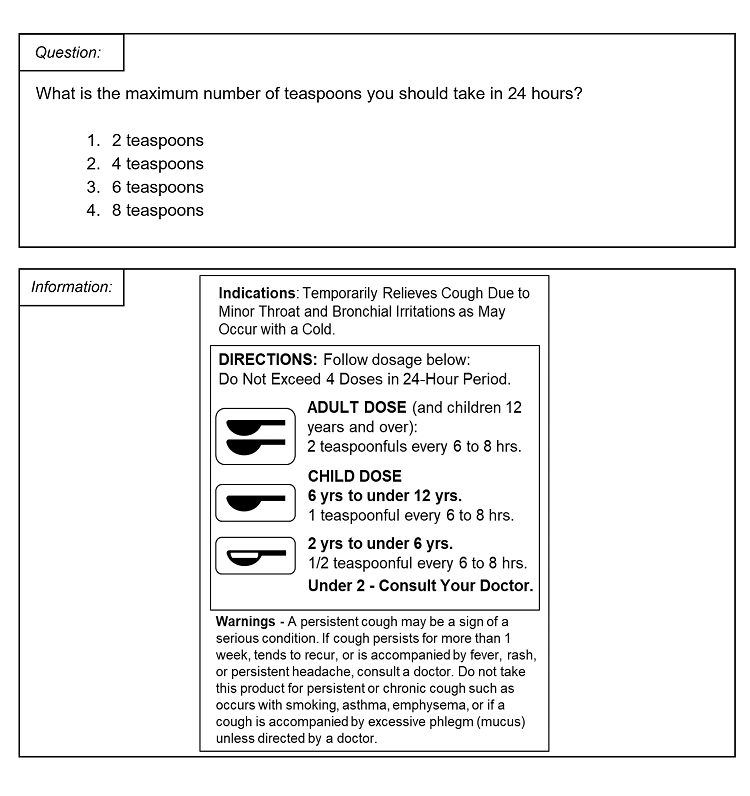 Question:
What is the maximum number of teaspoons you should take in 24 hours?
1. 2 teaspoons
2. 4 teaspoons
3. 6 teaspoons
4. 8 teaspoons
Information:
Indications: Temporarily Relieves Cough Due to
Minor Throat and Bronchial Irritations as May
Occur with a Cold.
DIRECTIONS: Follow dosage below:
Do Not Exceed 4 Doses in 24-Hour Period.
ADULT DOSE (and children 12
years and over):
2 teaspoonfuls every 6 to 8 hrs.
CHILD DOSE
6 yrs to under 12 yrs.
1 teaspoonful every 6 to 8 hrs.
2 yrs to under 6 yrs.
1/2 teaspoonful every 6 to 8 hrs.
Under 2 - Consult Your Doctor.
Warnings - A persistent cough may be a sign of a
serious condition. If cough persists for more than 1
week, tends to recur, or is accompanied by fever, rash,
or persistent headache, consult a doctor. Do not take
this product for persistent or chronic cough such as
occurs with smoking, asthma, emphysema, or if a
cough is accompanied by excessive phlegm (mucus)
unless directed by a doctor.